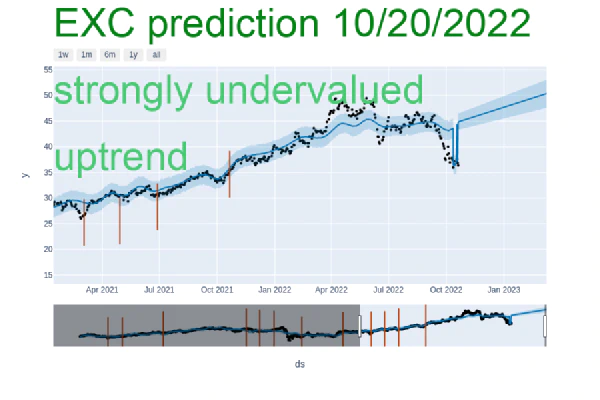 EXC prediction 10/20/2022
1w 1m 6m 1y all
strongly undervalued
uptrend
55
50
45
40
35
30
25
20
15
y
Apr 2021 Jul 2021 Oct 2021 Jan 2022 Apr 2022 Jul 2022 Oct 2022 Jan 2023
ds